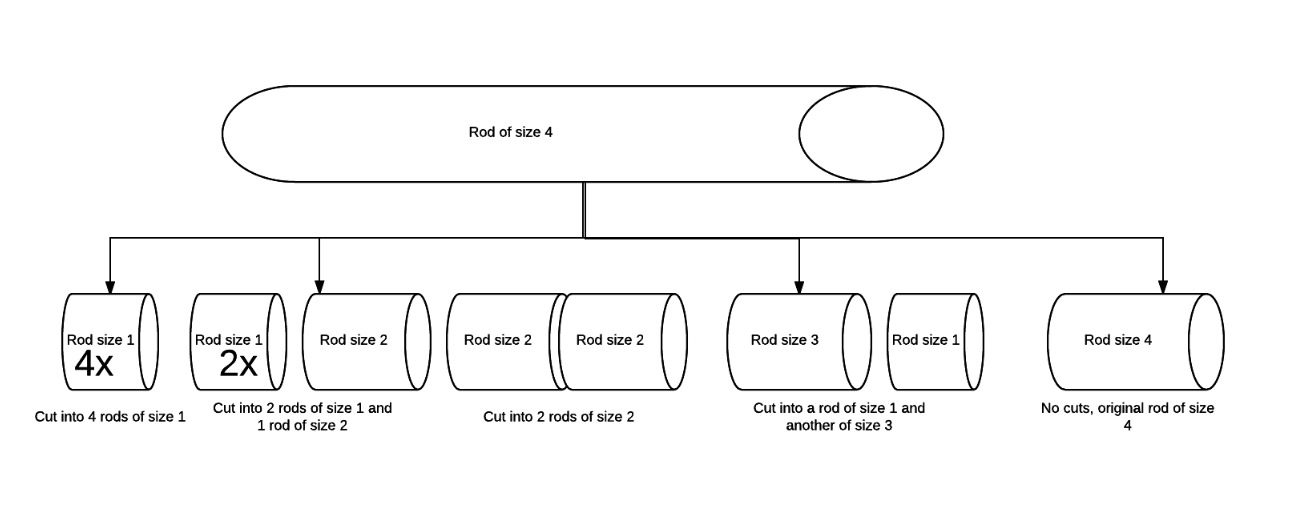 Rod of size 4
Rod size 1
4x
Rod size 1
2x
Rod size 2
Rod size 2
Rod size 2
Rod size 3
Rod size 1
Rod size 4
Cut into 4 rods of size 1
Cut into 2 rods of size 1 and
1 rod of size 2
Cut into 2 rods of size 2
Cut into a rod of size 1 and
another of size 3
No cuts, original rod of size
4